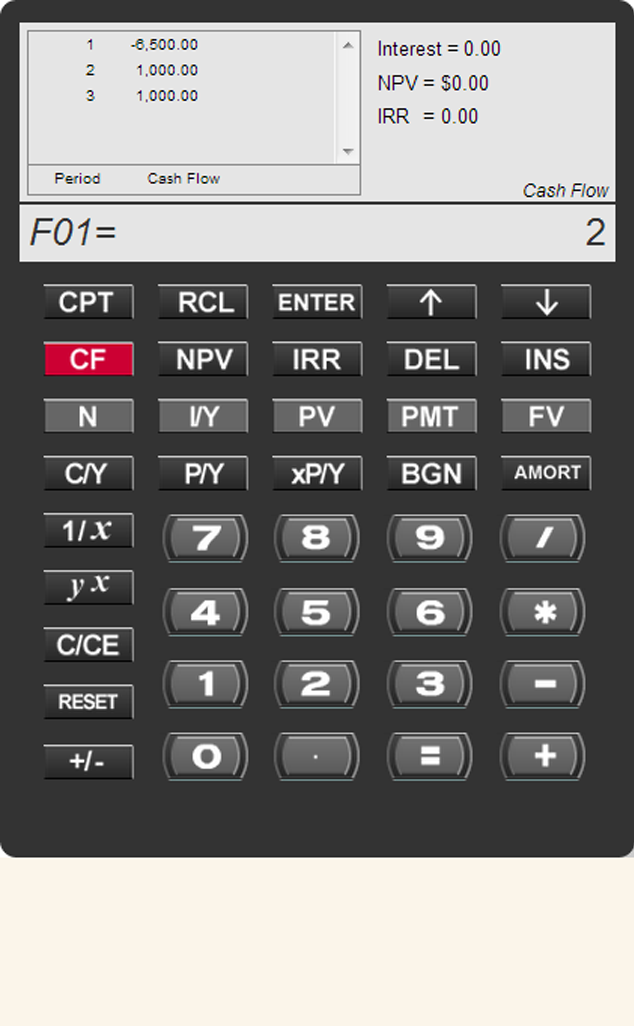 1 -6,500.00
2 1,000.00
3 1,000.00
Period Cash Flow
Interest = 0.00
NPV = $0.00
IRR = 0.00
Cash Flow
F01= 2
CPT RCL ENTER ↑ ↓
CF NPV IRR DEL INS
N I/Y PV PMT FV
C/Y P/Y xP/Y BGN AMORT
1/x 7 8 9 /
y x 4 5 6 *
C/CE 1 2 3 -
RESET
+/- 0 . = +